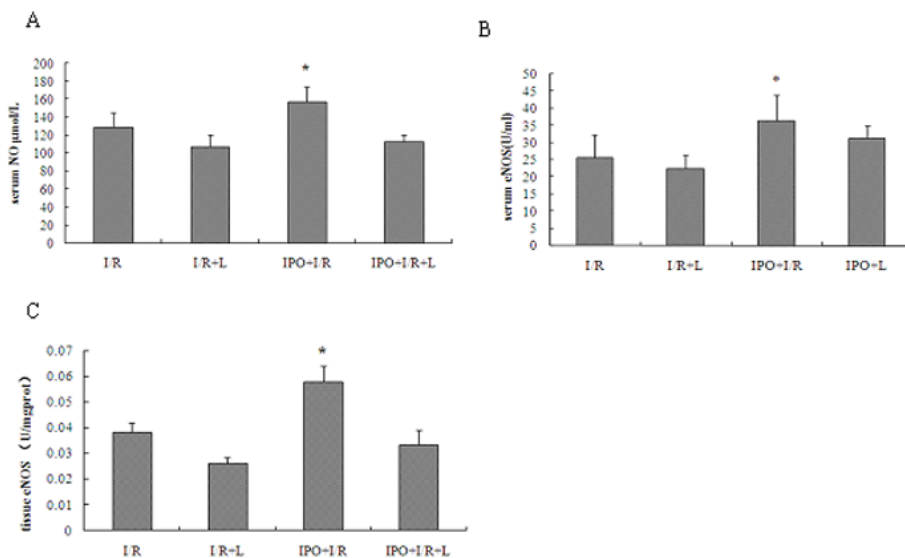 A
200
180
160
140
120
100
80
60
40
20
0
serum NO μmol/L
*
I/R
I/R+L
IPO+I/R
IPO+I/R+L
B
50
45
40
35
30
25
20
15
10
5
0
serum eNOS(U/ml)
*
I/R
I/R+L
IPO+I/R
IPO+L
C
0.07
0.06
0.05
0.04
0.03
0.02
0.01
0
tissue eNOS (U/mgprot)
*
I/R
I/R+L
IPO+I/R
IPO+I/R+L